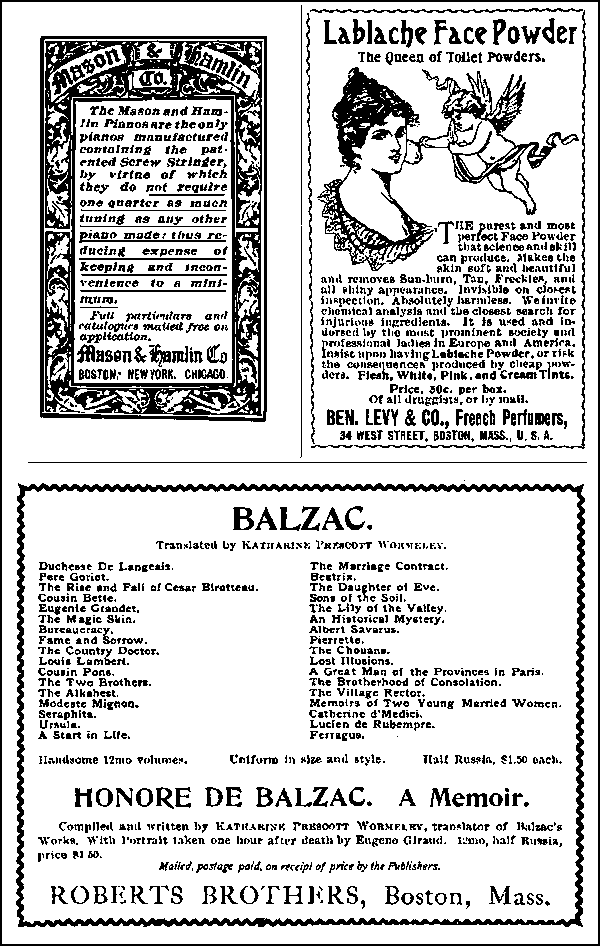 Mason & Hamlin
Co.
The Mason and Ham-
lin Pianos are the only
pianos manufactured
containing the pat-
ented Screw Stringer,
by virtue of which
they do not require
one quarter as much
tuning as any other
piano made: thus re-
ducing expense of
keeping and incon-
venience to a mini-
mum.
Full particulars and
catalogues mailed free on
application.
Mason & Hamlin Co
BOSTON, NEW YORK, CHICAGO.
Lablache Face Powder
The Queen of Toilet Powders.
THE purest and most
perfect Face Powder
that science and skill
can produce. Makes the
skin soft and beautiful
and removes Sun-burn, Tan, Freckles, and
all shiny appearance. Invisible on closest
inspection. Absolutely harmless. We invite
chemical analysis and the closest search for
injurious ingredients. It is used and in-
dorsed by the most prominent society and
professional ladies in Europe and America.
Insist upon having Lablache Powder, or risk
the consequences produced by cheap pow-
ders. Flesh, White, Pink, and Cream Tints.
Price, 50c. per box.
Of all druggists, or by mail.
BEN. LEVY & CO., French Perfumers,
34 WEST STREET, BOSTON, MASS., U. S. A.
BALZAC.
Translated by KATHARINE PRESCOTT WORMELEY.
Duchesse De Langeais.
Pere Goriot.
The Rise and Fall of Cesar Birotteau.
Cousin Bette.
Eugenie Grandet.
The Magic Skin.
Bureaucracy.
Fame and Sorrow.
The Country Doctor.
Louis Lambert.
Cousin Pons.
The Two Brothers.
The Alkahest.
Modeste Mignon.
Seraphita.
Ursula.
A Start in Life.
The Marriage Contract.
Beatrix.
The Daughter of Eve.
Sons of the Soil.
The Lily of the Valley.
An Historical Mystery.
Albert Savarus.
Pierrette.
The Chouans.
Lost Illusions.
A Great Man of the Provinces in Paris.
The Brotherhood of Consolation.
The Village Rector.
Memoirs of Two Young Married Women.
Catherine d'Medici.
Lucien de Rubempre.
Ferragus.
Handsome 12mo volumes. Uniform in size and style. Half Russia, $1.50 each.
HONORE DE BALZAC. A Memoir.
Compiled and written by KATHARINE PRESCOTT WORMELEY, translator of Balzac's
Works. With Portrait taken one hour after death by Eugene Giraud. 12mo, half Russia,
price $1 50.
Mailed, postage paid, on receipt of price by the Publishers.
ROBERTS BROTHERS, Boston, Mass.